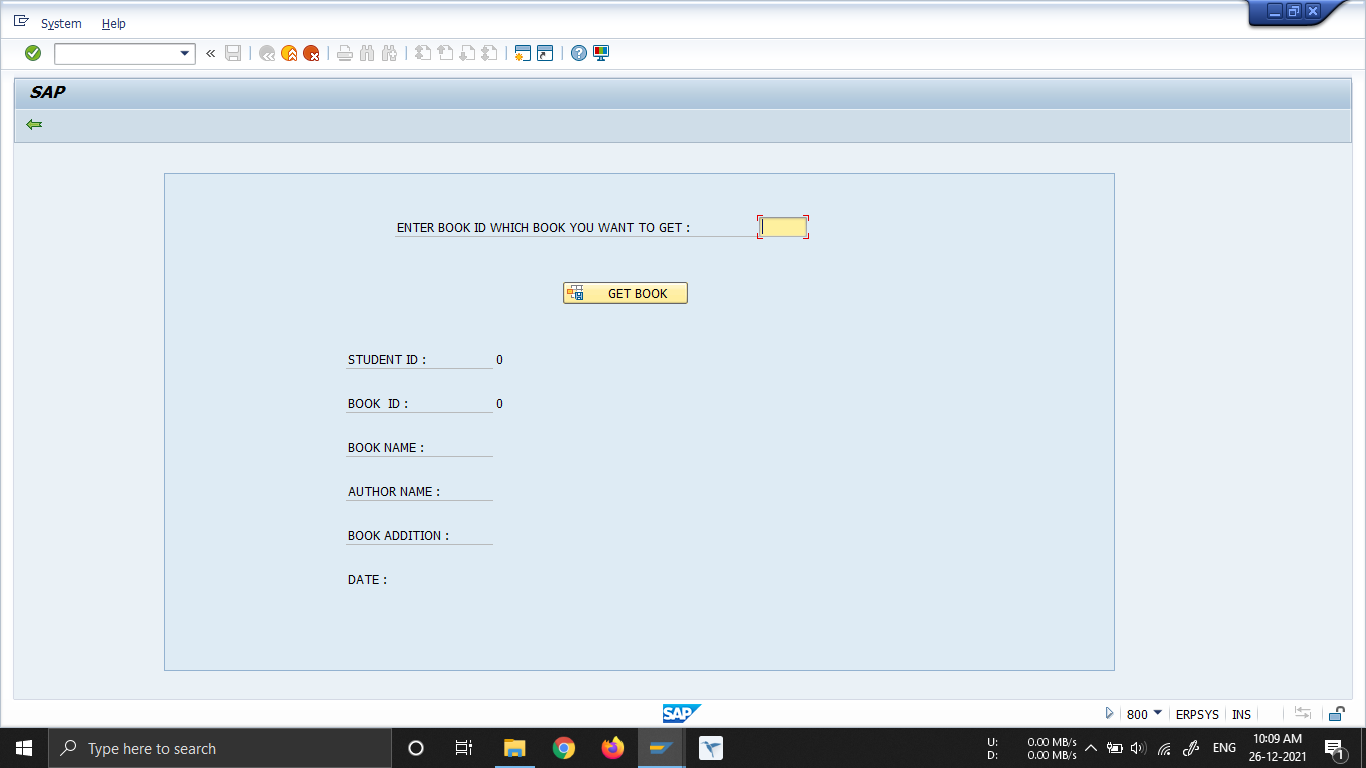 System Help
SAP
ENTER BOOK ID WHICH BOOK YOU WANT TO GET :
GET BOOK
STUDENT ID : 0
BOOK ID : 0
BOOK NAME :
AUTHOR NAME :
BOOK ADDITION :
DATE :
SAP
800 ERPSYS INS
Type here to search
U: 0.00 MB/s
D: 0.00 MB/s
ENG
10:09 AM
26-12-2021
1